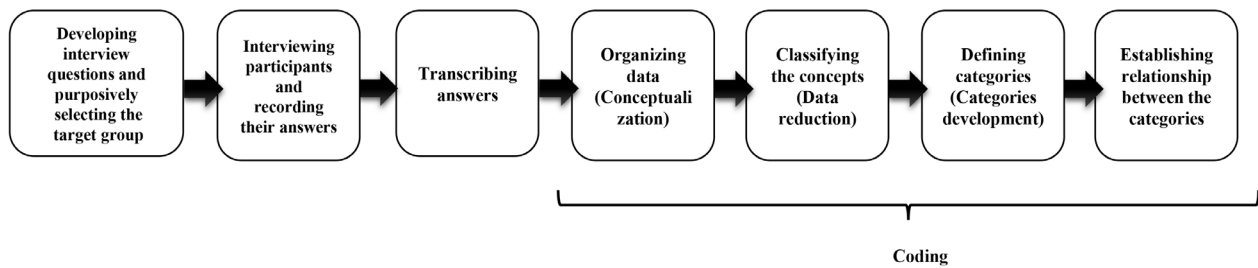 Developing
interview
questions and
purposively
selecting the
target group
Interviewing
participants
and
recording
their answers
Transcribing
answers
Organizing
data
(Conceptuali
zation)
Classifying
the concepts
(Data
reduction)
Defining
categories
(Categories
development)
Establishing
relationship
between the
categories
Coding